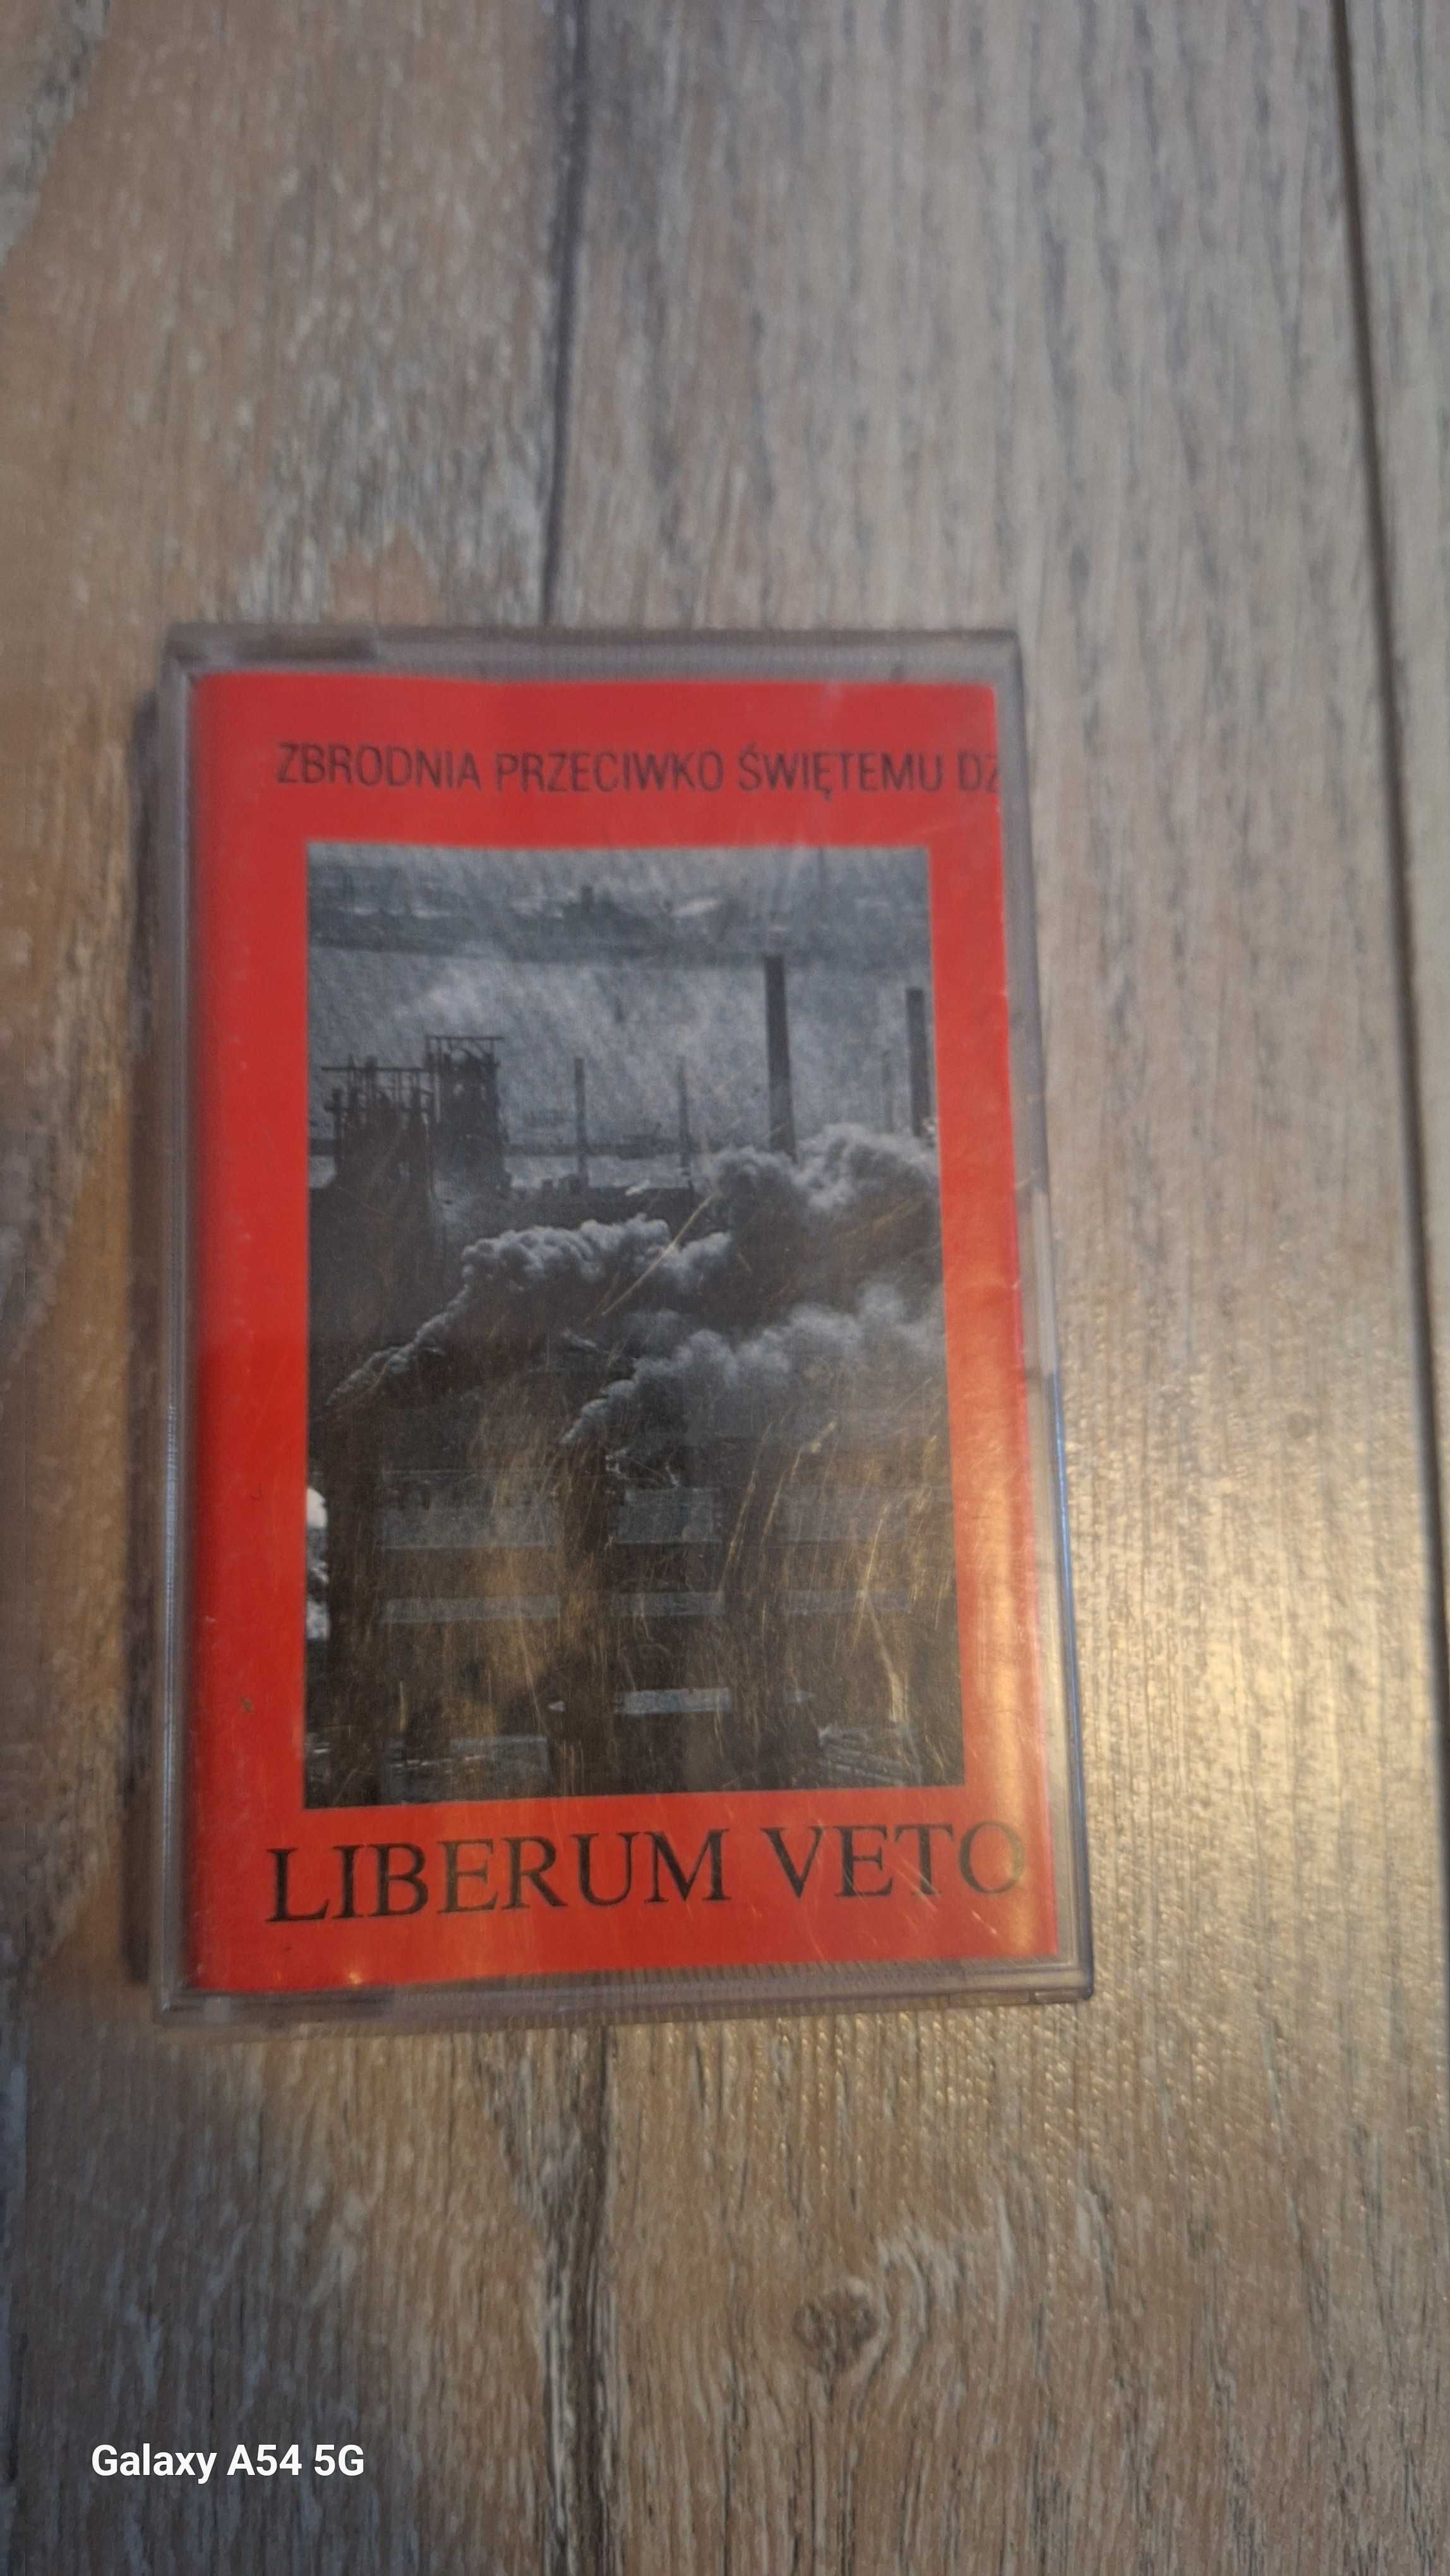 ZBRODNIA PRZECIWKO ŚWIĘTEMU DZ
LIBERUM VETO
Galaxy A54 5G